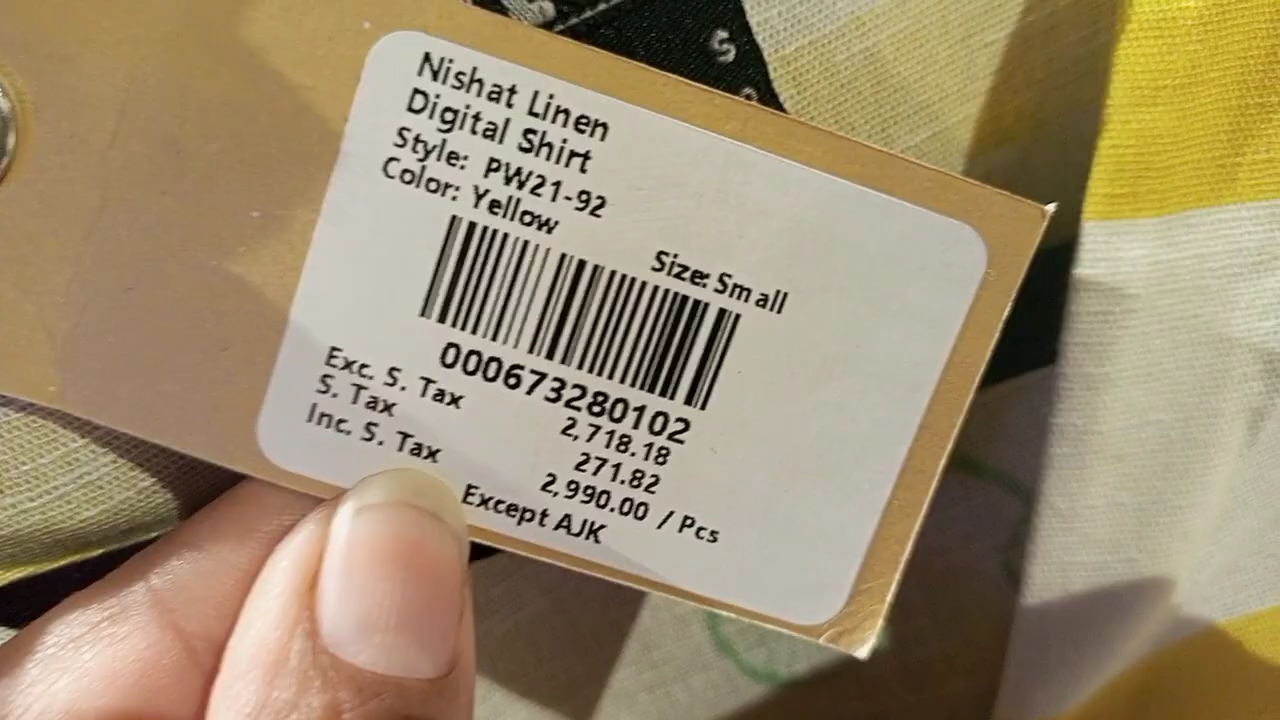 S
Nishat Linen
Digital Shirt
Style: PW21-92
Color: Yellow
Size: Small
000673280102
Exc. S. Tax 2,718.18
S. Tax 271.82
Inc. S. Tax 2,990.00 / Pcs
Except AJK